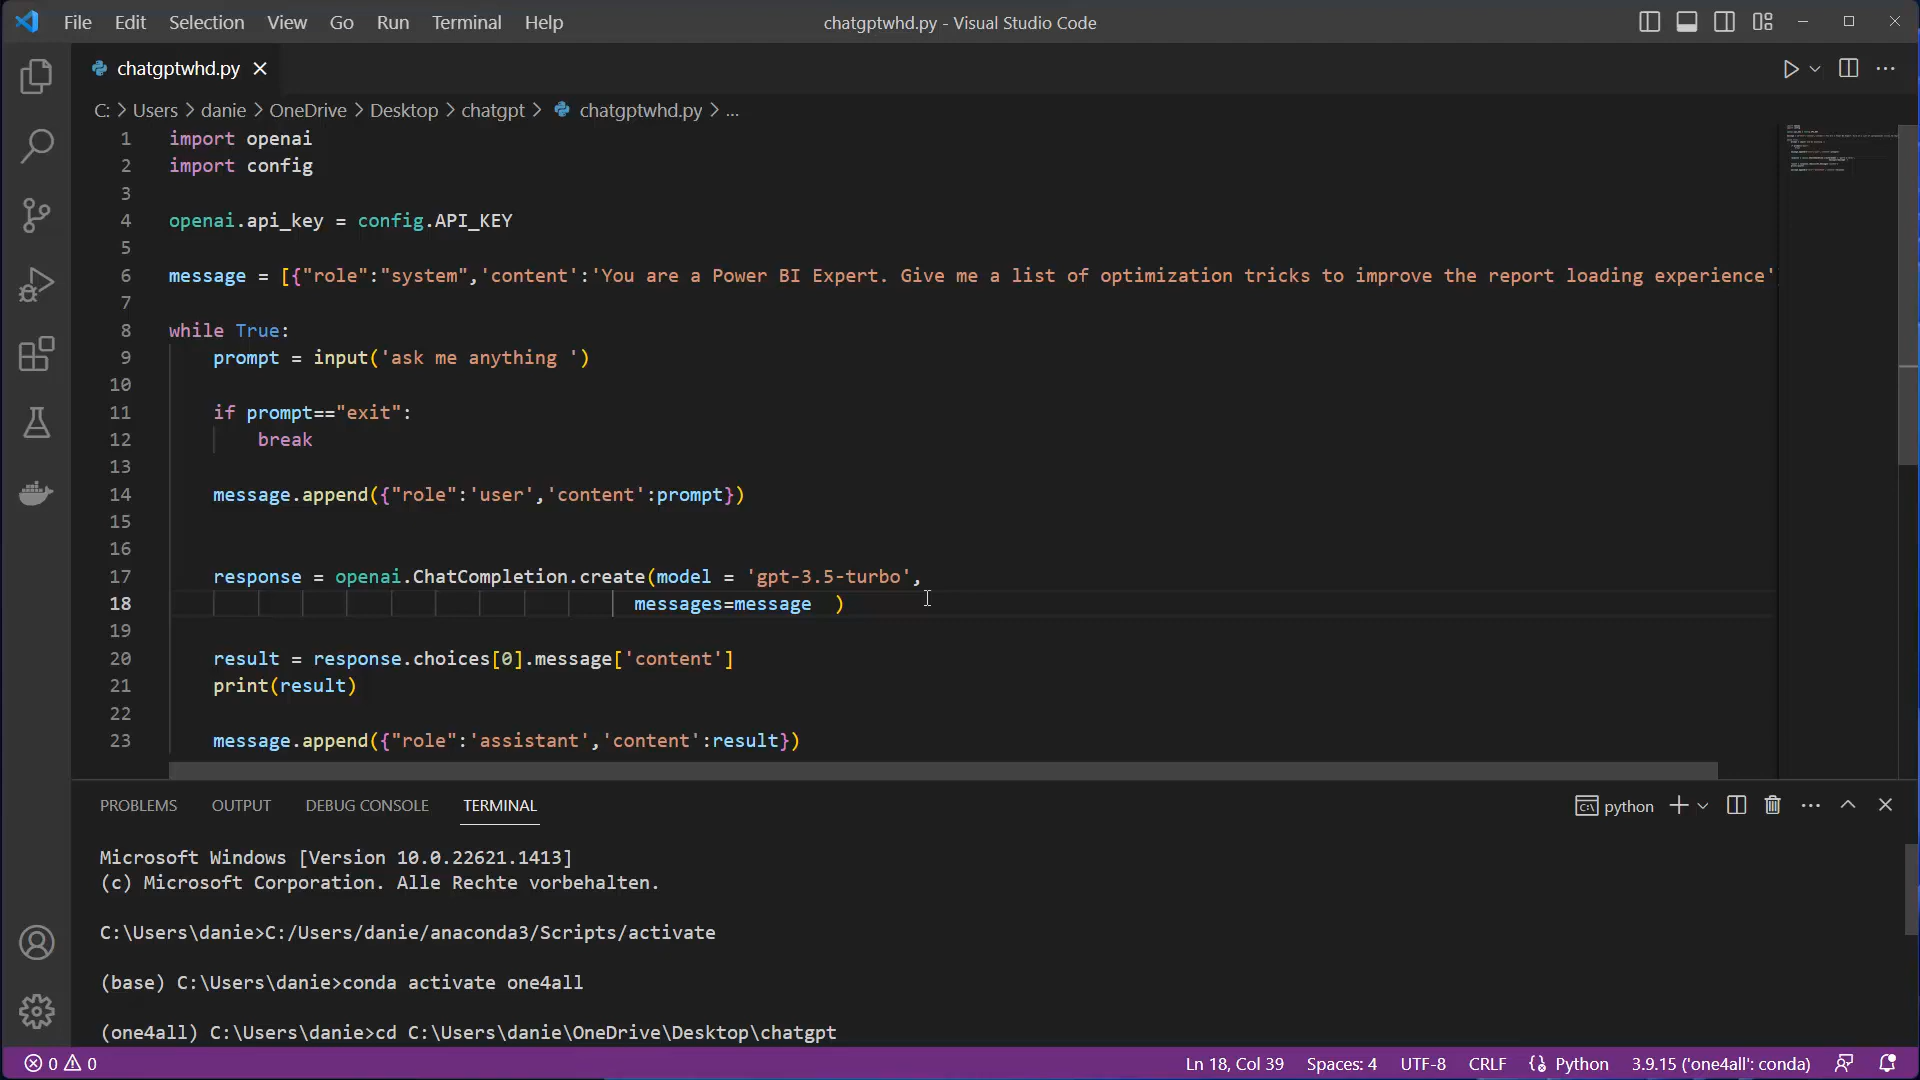 File Edit Selection View Go Run Terminal Help chatgptwhd.py - Visual Studio Code
chatgptwhd.py
C: > Users > danie > OneDrive > Desktop > chatgpt > chatgptwhd.py > ...
1 import openai
2 import config
3
4 openai.api_key = config.API_KEY
5
6 message = [{"role":"system",'content':'You are a Power BI Expert. Give me a list of optimization tricks to improve the report loading experience'
7
8 while True:
9 prompt = input('ask me anything ')
10
11 if prompt=="exit":
12 break
13
14 message.append({"role":'user','content':prompt})
15
16
17 response = openai.ChatCompletion.create(model = 'gpt-3.5-turbo',
18 messages=message )
19
20 result = response.choices[0].message['content']
21 print(result)
22
23 message.append({"role":'assistant','content':result})
PROBLEMS OUTPUT DEBUG CONSOLE TERMINAL python
Microsoft Windows [Version 10.0.22621.1413]
(c) Microsoft Corporation. Alle Rechte vorbehalten.
C:\Users\danie>C:/Users/danie/anaconda3/Scripts/activate
(base) C:\Users\danie>conda activate one4all
(one4all) C:\Users\danie>cd C:\Users\danie\OneDrive\Desktop\chatgpt
0 0 Ln 18, Col 39 Spaces: 4 UTF-8 CRLF Python 3.9.15 ('one4all': conda)